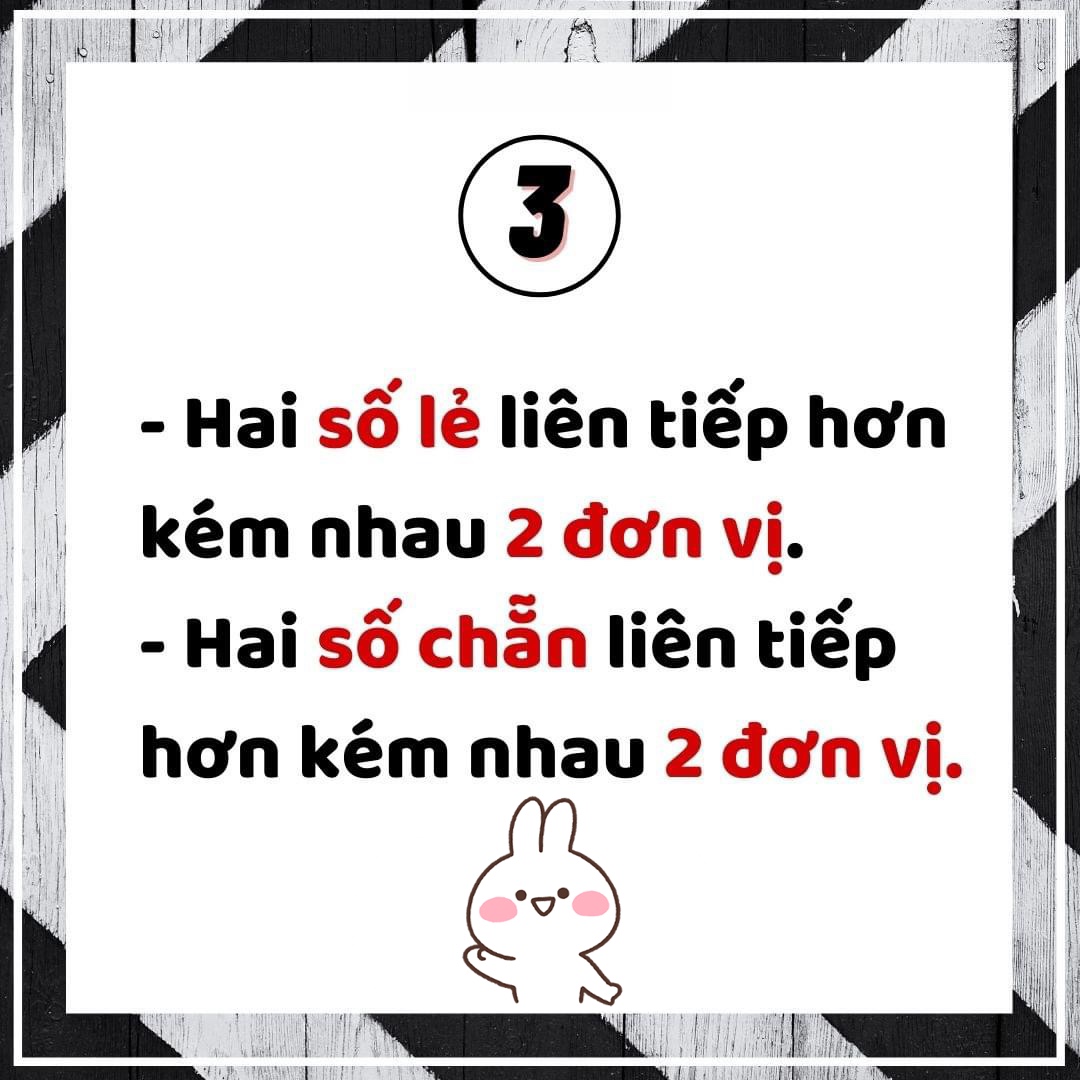 3
- Hai số lẻ liên tiếp hơn
kém nhau 2 đơn vị.
- Hai số chẵn liên tiếp
hơn kém nhau 2 đơn vị.